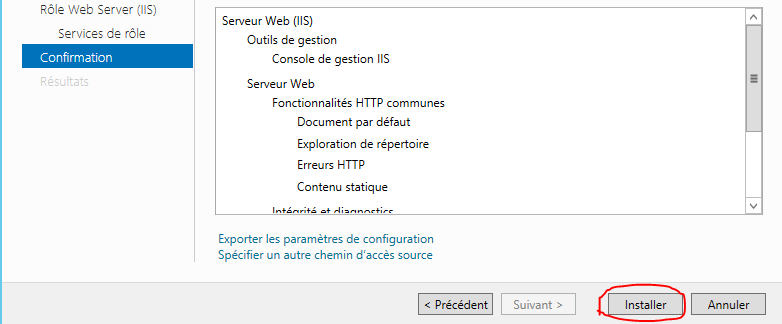 Rôle Web Server (IIS)
Services de rôle
Confirmation
Résultats
Serveur Web (IIS)
Outils de gestion
Console de gestion IIS
Serveur Web
Fonctionnalités HTTP communes
Document par défaut
Exploration de répertoire
Erreurs HTTP
Contenu statique
Intégrité et diagnostics
Exporter les paramètres de configuration
Spécifier un autre chemin d'accès source
< Précédent Suivant > Installer Annuler